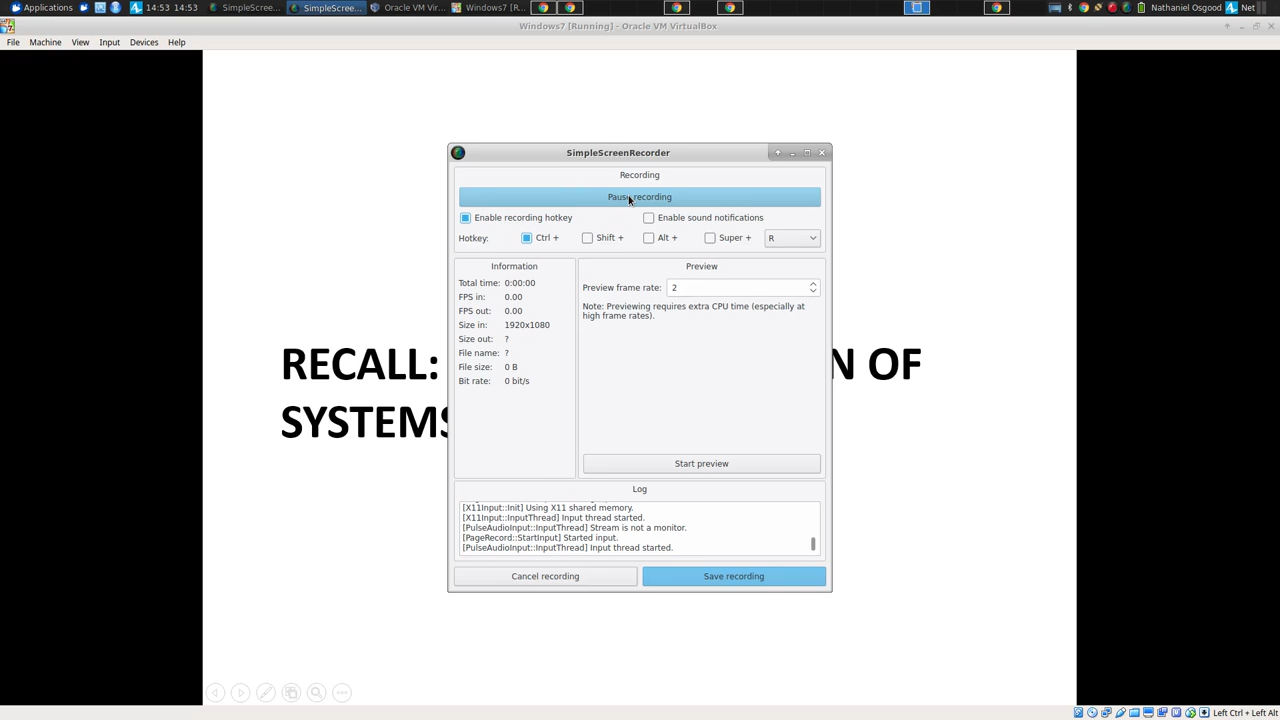 Applications 14:53 14:53 SimpleScree... SimpleScree... Oracle VM Vir... Windows7 [R... Nathaniel Osgood Net
Windows7 [Running] - Oracle VM VirtualBox
File Machine View Input Devices Help
SimpleScreenRecorder
Recording
Pause recording
Enable recording hotkey Enable sound notifications
Hotkey: Ctrl + Shift + Alt + Super + R
Information
Total time: 0:00:00
FPS in: 0.00
FPS out: 0.00
Size in: 1920x1080
Size out: ?
File name: ?
File size: 0 B
Bit rate: 0 bit/s
Preview
Preview frame rate: 2
Note: Previewing requires extra CPU time (especially at
high frame rates).
Start preview
RECALL: N OF
SYSTEMS
Log
[X11Input::Init] Using X11 shared memory.
[X11Input::InputThread] Input thread started.
[PulseAudioInput::InputThread] Stream is not a monitor.
[PageRecord::StartInput] Started input.
[PulseAudioInput::InputThread] Input thread started.
Cancel recording Save recording
Left Ctrl + Left Alt